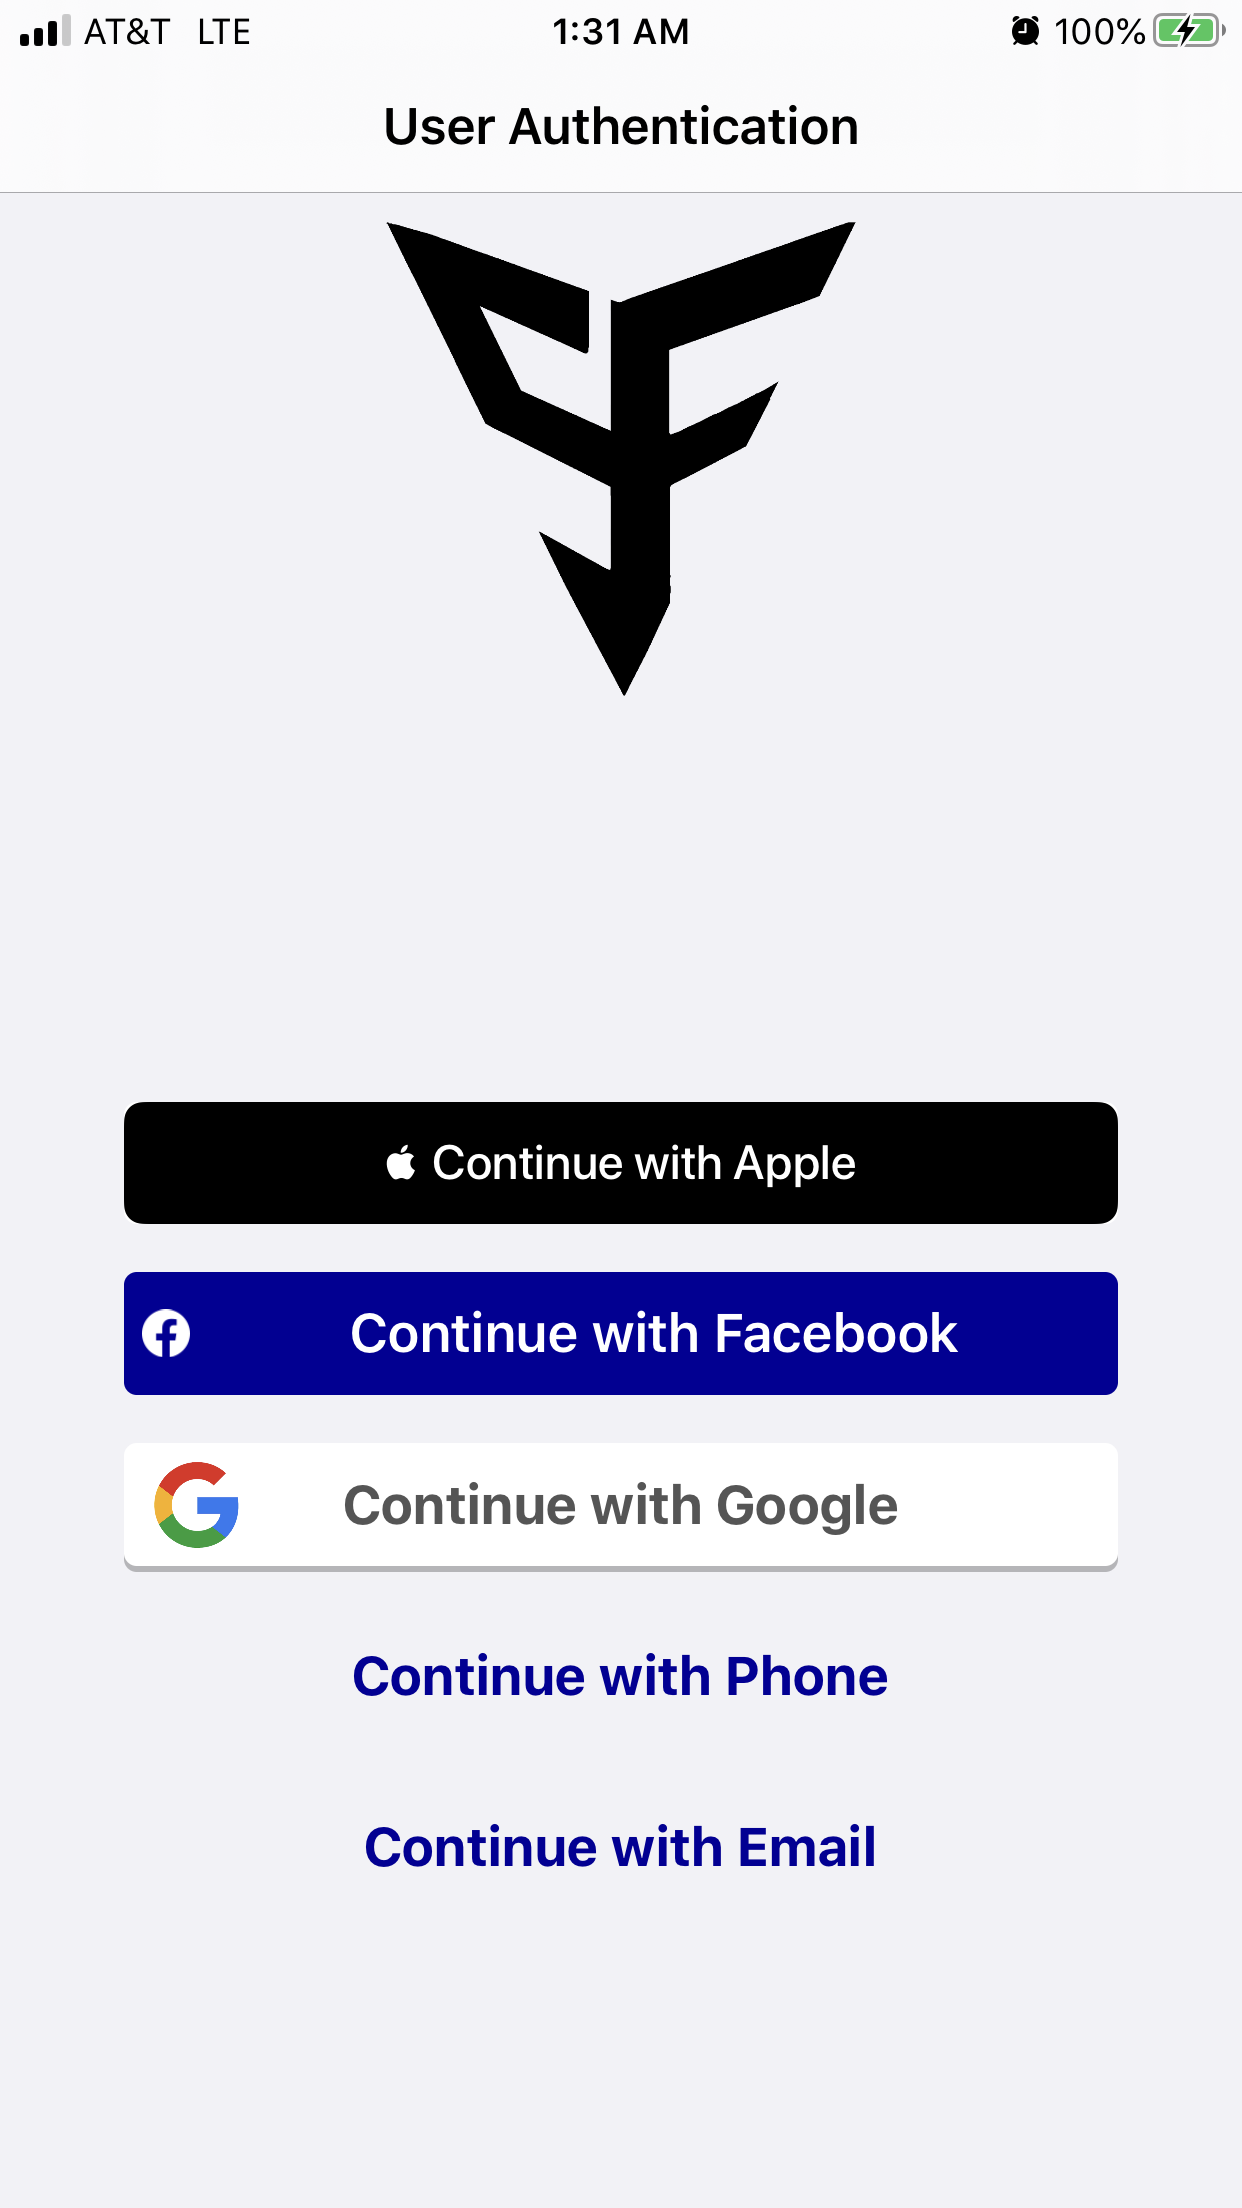 AT&T LTE 1:31 AM 100%
User Authentication
Continue with Apple
Continue with Facebook
Continue with Google
Continue with Phone
Continue with Email